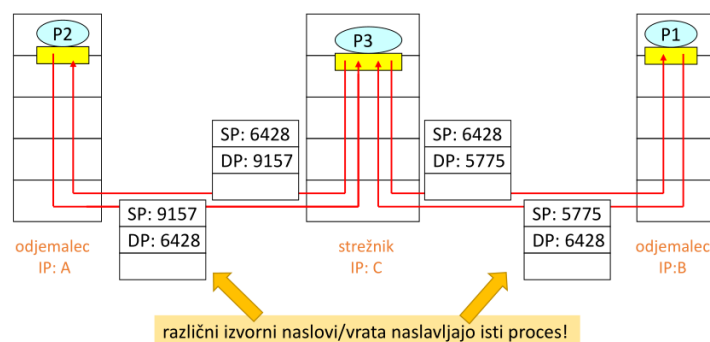 P2
P3
P1
SP: 6428
DP: 9157
SP: 6428
DP: 5775
SP: 9157
DP: 6428
SP: 5775
DP: 6428
odjemalec
IP: A
strežnik
IP: C
odjemalec
IP:B
različni izvorni naslovi/vrata naslavljajo isti proces!